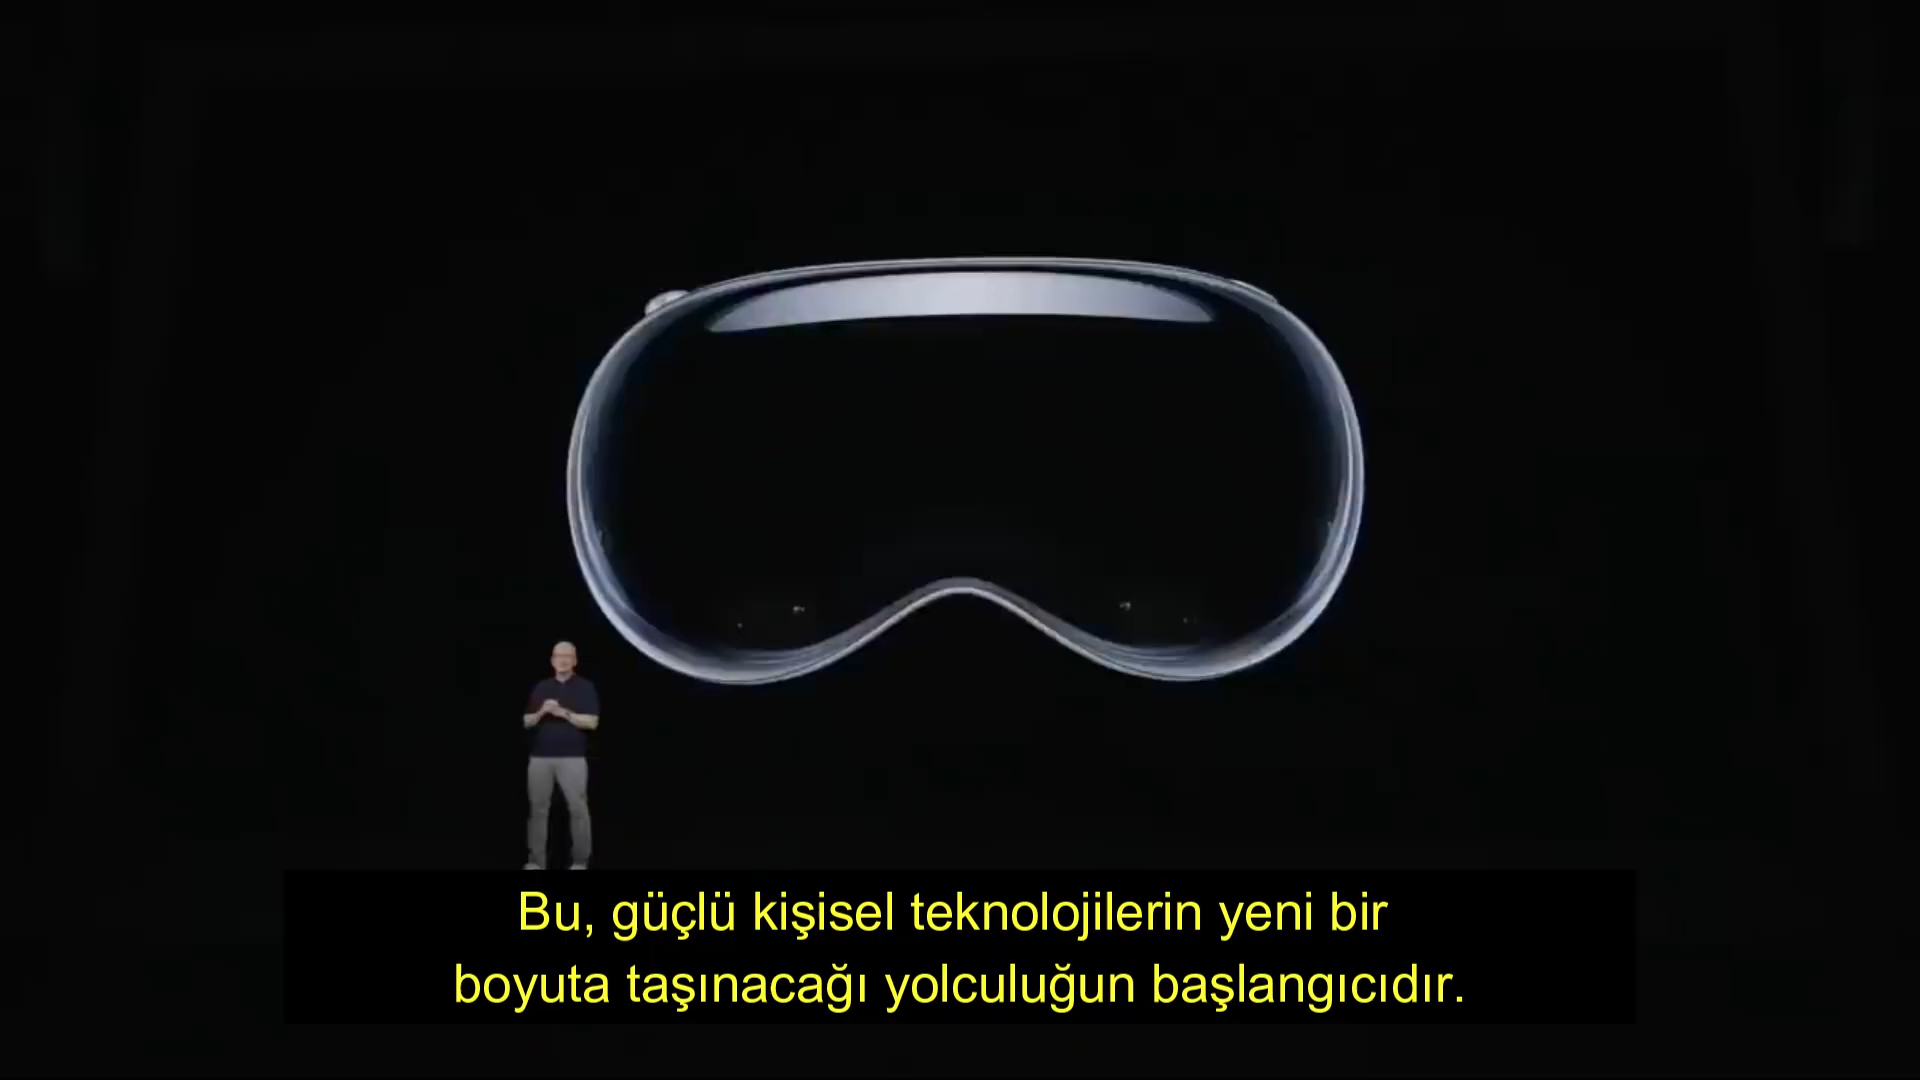 Bu, güçlü kişisel teknolojilerin yeni bir
boyuta taşınacağı yolculuğun başlangıcıdır.